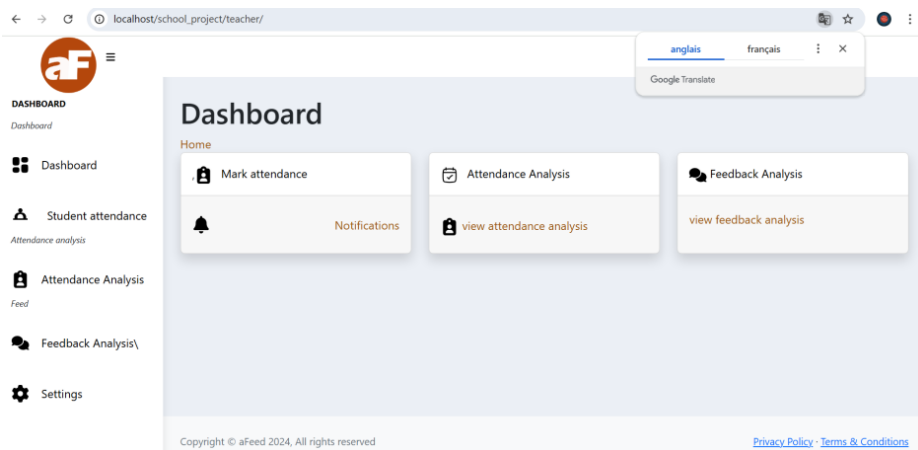 localhost/school_project/teacher/
anglais français
Google Translate
aF
DASHBOARD
Dashboard
Dashboard
Student attendance
Attendance analysis
Attendance Analysis
Feed
Feedback Analysis\
Settings
Dashboard
Home
, Mark attendance
Notifications
Attendance Analysis
view attendance analysis
Feedback Analysis
view feedback analysis
Copyright © aFeed 2024, All rights reserved
Privacy Policy · Terms & Conditions